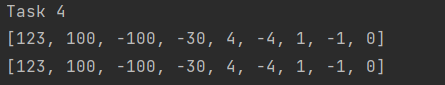 Task 4
[123, 100, -100, -30, 4, -4, 1, -1, 0]
[123, 100, -100, -30, 4, -4, 1, -1, 0]